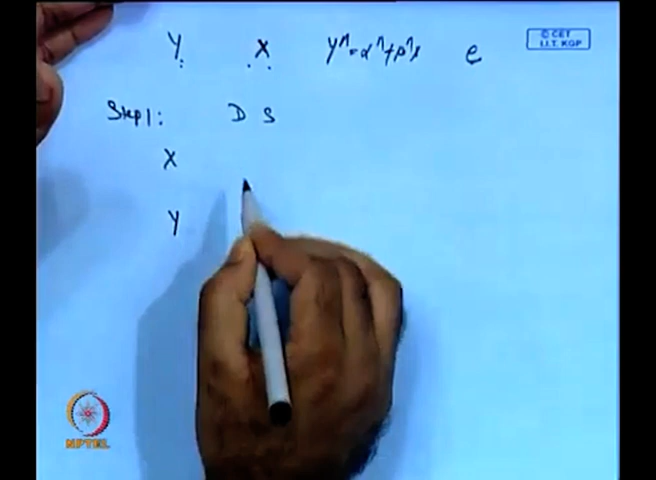 Y X Y^=α^+β^x e
© CET
I.I.T. KGP
Step 1: D S
X
Y
NPTEL